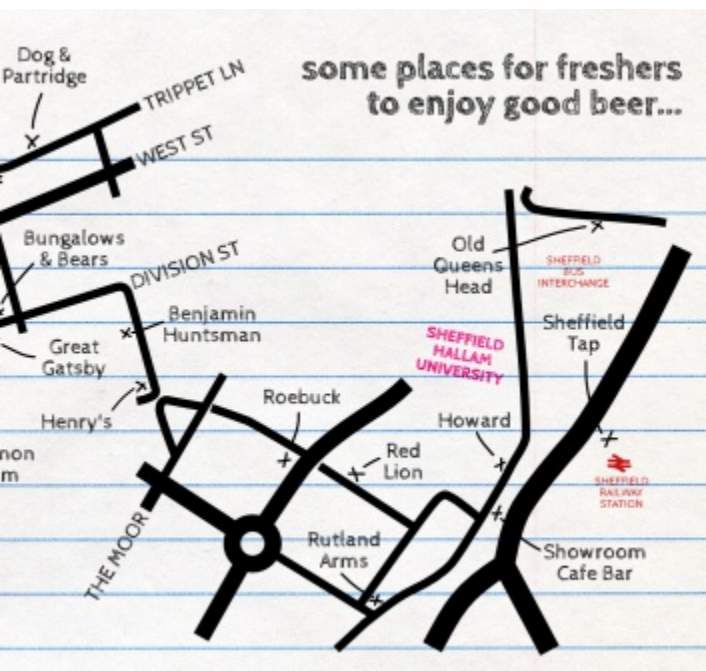 some places for freshers
to enjoy good beer...
Dog &
Partridge
TRIPPET LN
WEST ST
Bungalows
& Bears
DIVISION ST
Old
Queens
Head
SHEFFIELD
BUS
INTERCHANGE
Benjamin
Huntsman
Sheffield
Tap
Great
Gatsby
SHEFFIELD
HALLAM
UNIVERSITY
Henry's
Roebuck
Howard
Red
Lion
SHEFFIELD
RAILWAY
STATION
THE MOOR
Rutland
Arms
Showroom
Cafe Bar